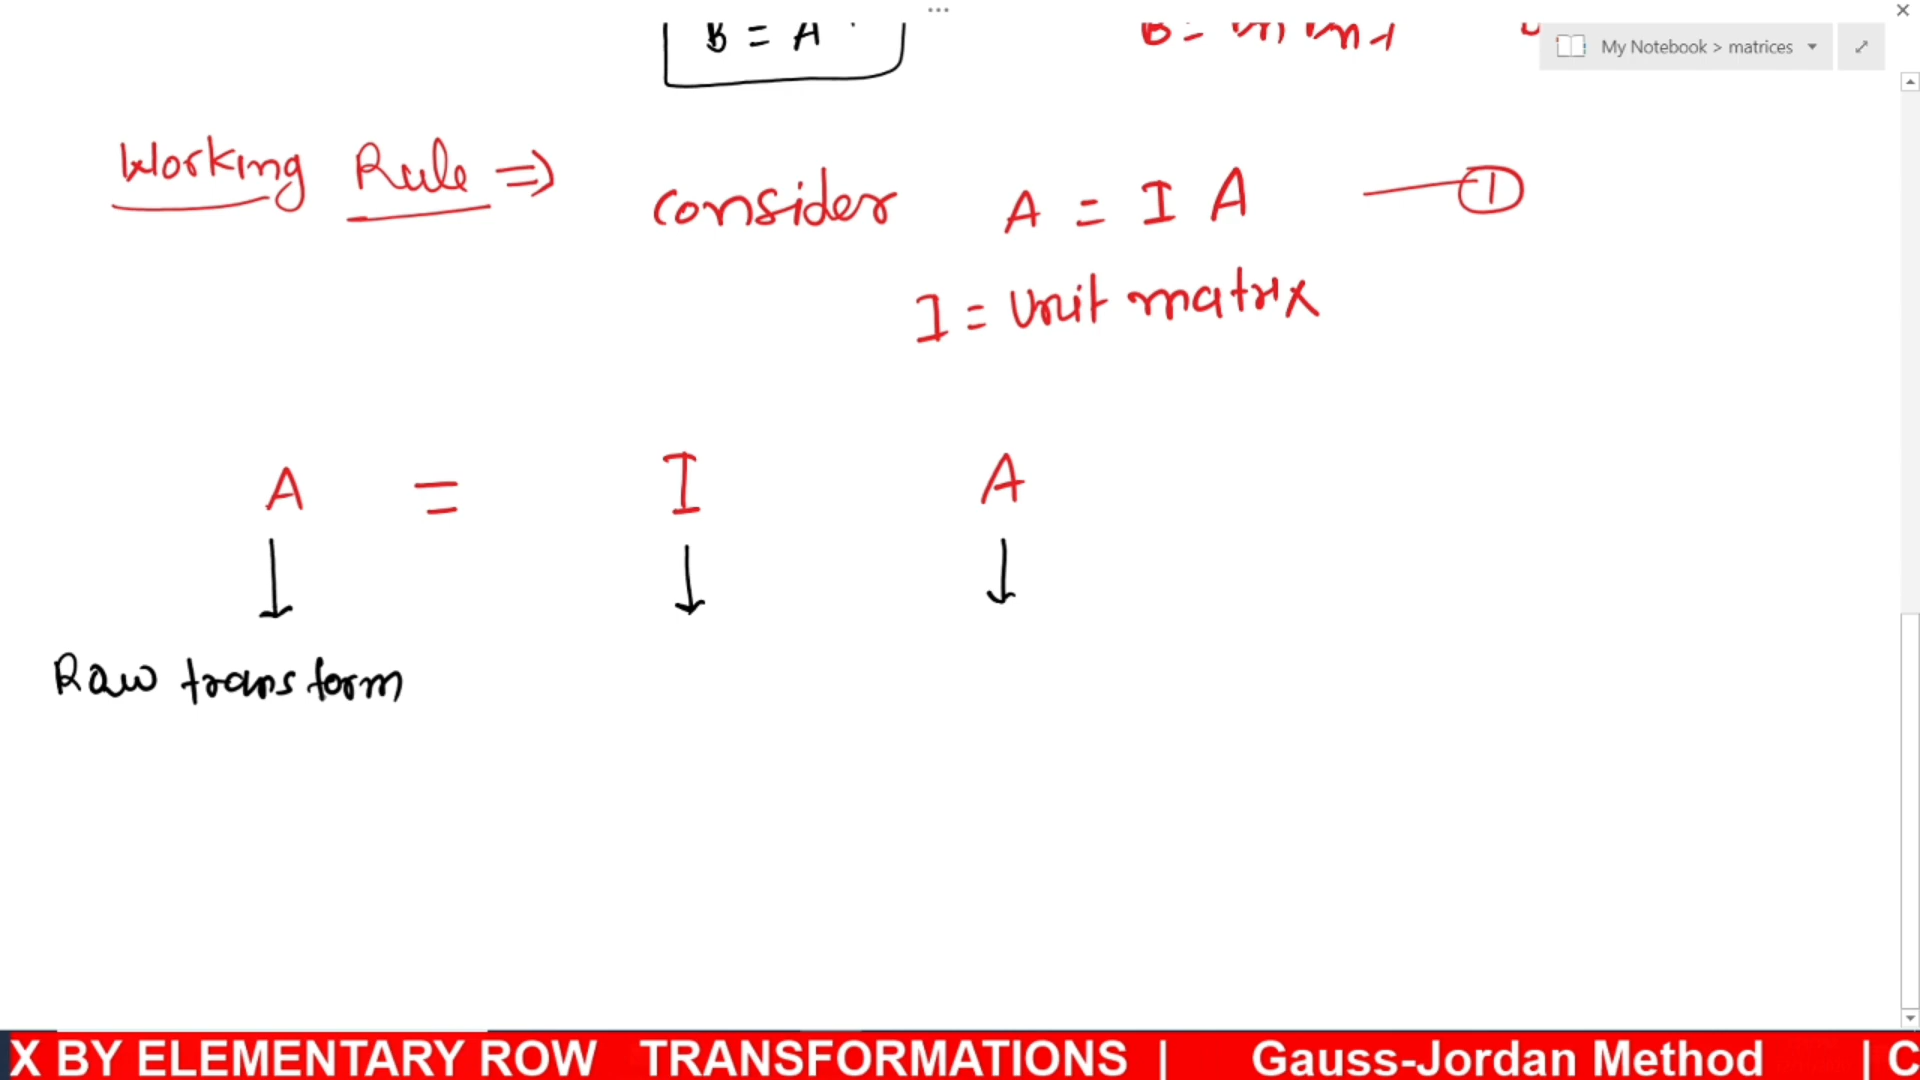 B = A
My Notebook > matrices
Working Rule ⇒ consider A = I A — ①
I = Unit matrix
A = I A
↓ ↓ ↓
Raw transform
X BY ELEMENTARY ROW TRANSFORMATIONS | Gauss-Jordan Method | C